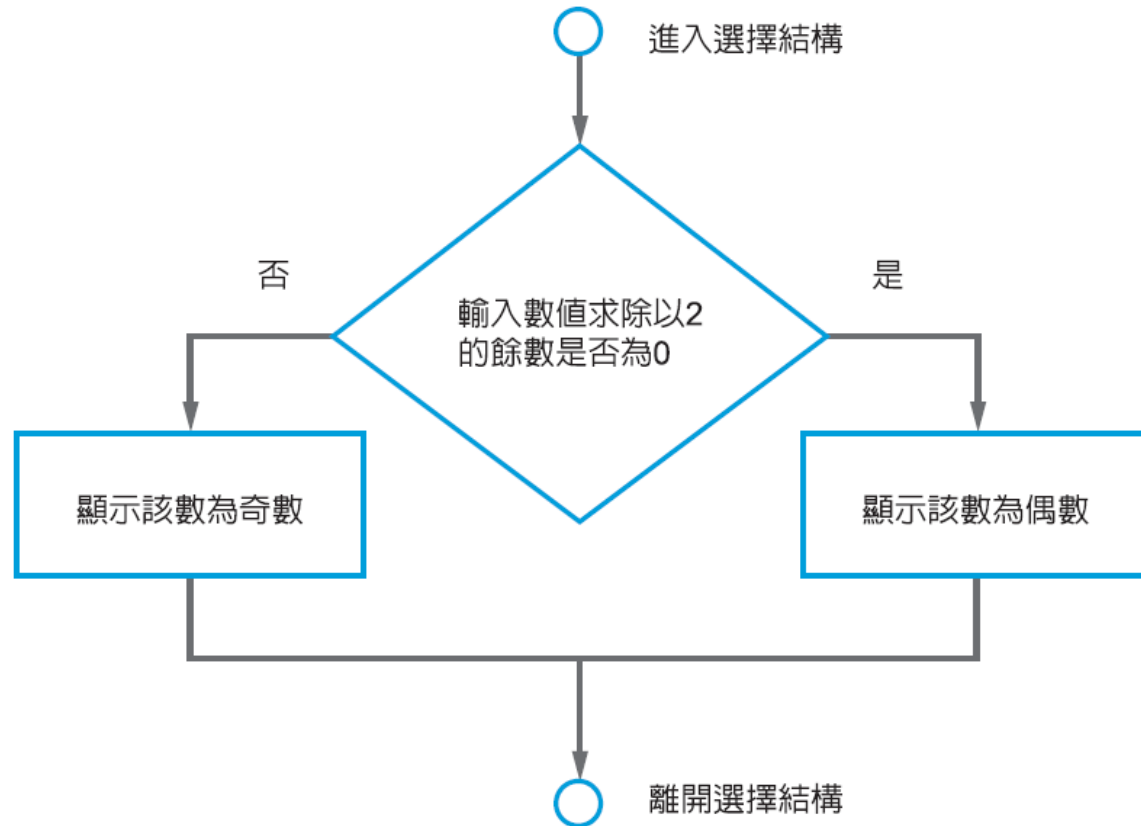 進入選擇結構
否
是
輸入數值求除以2
的餘數是否為0
顯示該數為奇數
顯示該數為偶數
離開選擇結構